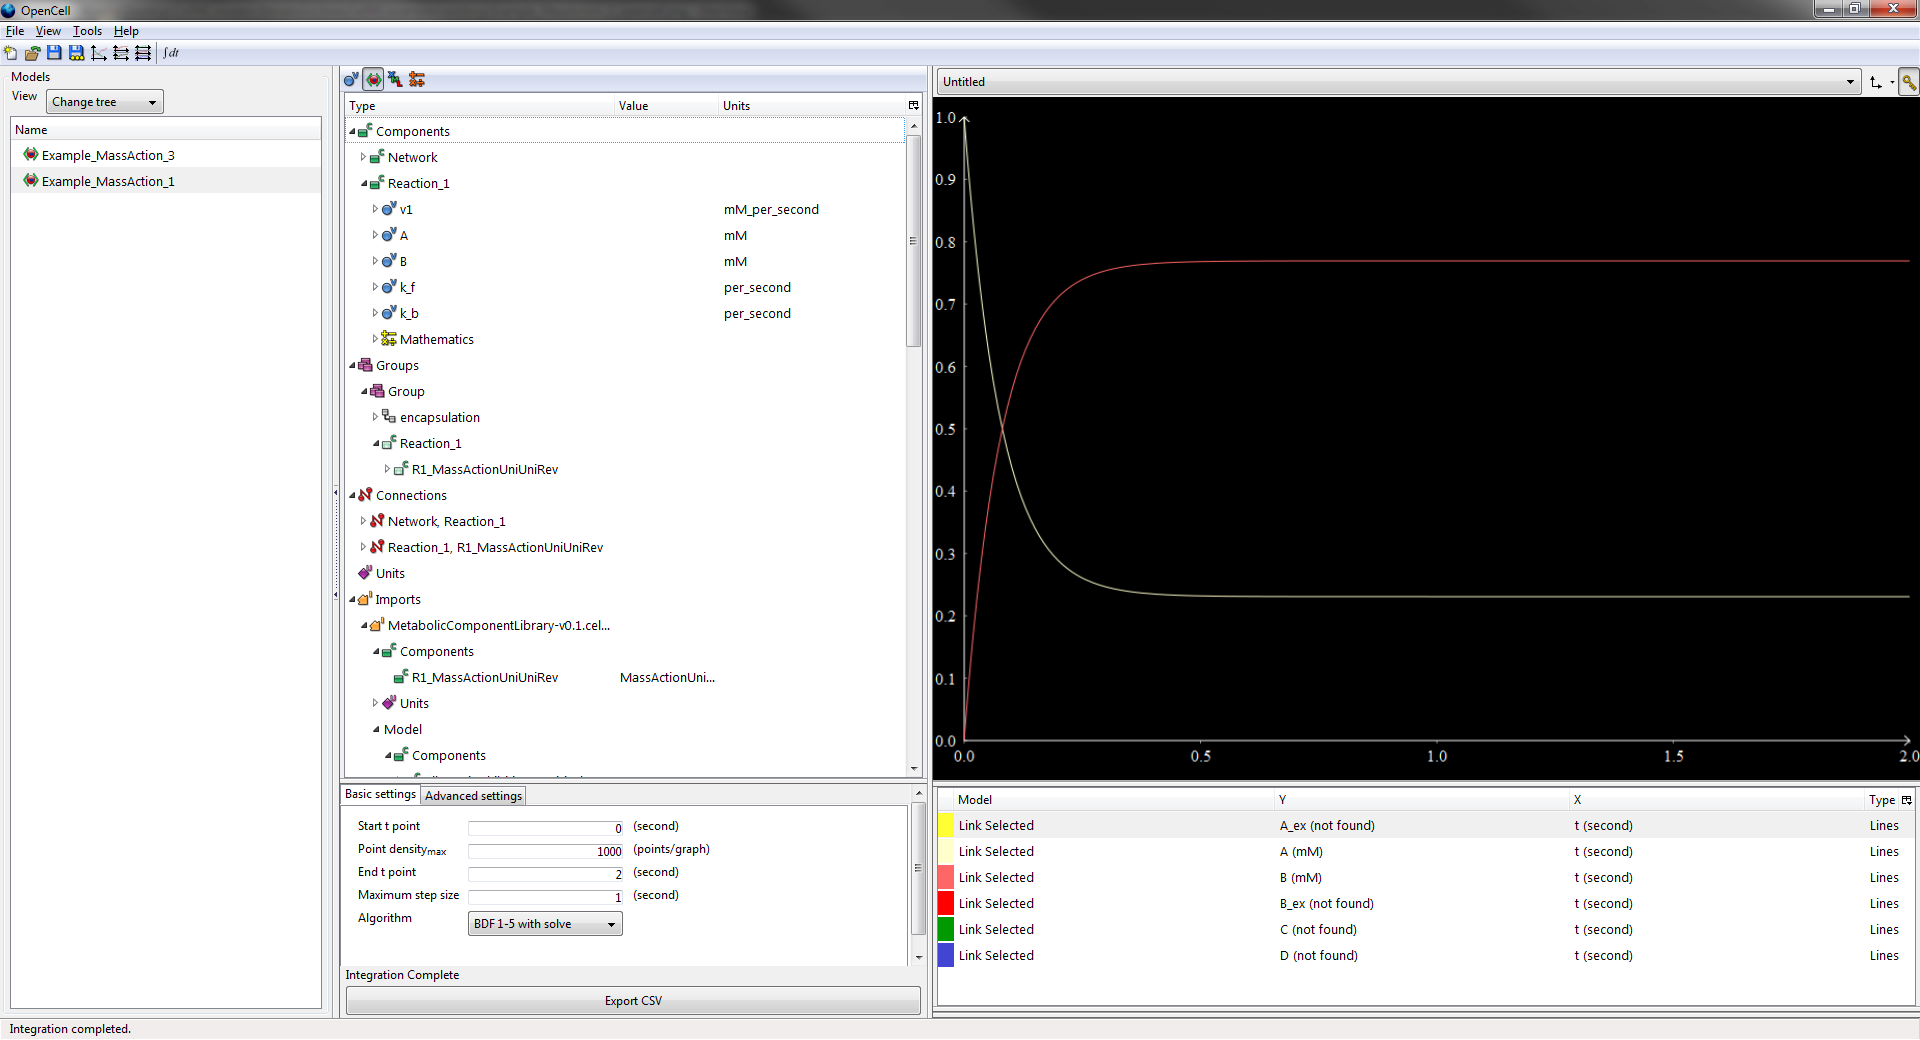 OpenCell
File View Tools Help
∫dt
Models
View Change tree
Name
Example_MassAction_3
Example_MassAction_1
Type Value Units
Components
Network
Reaction_1
v1 mM_per_second
A mM
B mM
k_f per_second
k_b per_second
Mathematics
Groups
Group
encapsulation
Reaction_1
R1_MassActionUniUniRev
Connections
Network, Reaction_1
Reaction_1, R1_MassActionUniUniRev
Units
Imports
MetabolicComponentLibrary-v0.1.cel...
Components
R1_MassActionUniUniRev MassActionUni...
Units
Model
Components
Basic settings Advanced settings
Start t point 0 (second)
Point densitymax 1000 (points/graph)
End t point 2 (second)
Maximum step size 1 (second)
Algorithm BDF 1-5 with solve
Integration Complete
Export CSV
Untitled
1.0
0.9
0.8
0.7
0.6
0.5
0.4
0.3
0.2
0.1
0.0
0.0 0.5 1.0 1.5 2.0
Model Y X Type
Link Selected A_ex (not found) t (second) Lines
Link Selected A (mM) t (second) Lines
Link Selected B (mM) t (second) Lines
Link Selected B_ex (not found) t (second) Lines
Link Selected C (not found) t (second) Lines
Link Selected D (not found) t (second) Lines
Integration completed.